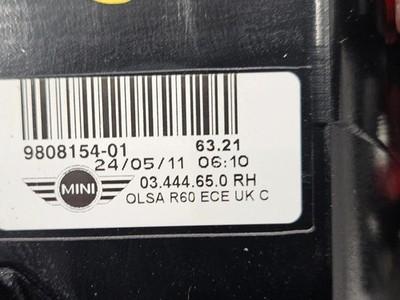 9808154-01 63.21
24/05/11 06:10
03.444.65.0 RH
MINI
OLSA R60 ECE UK C